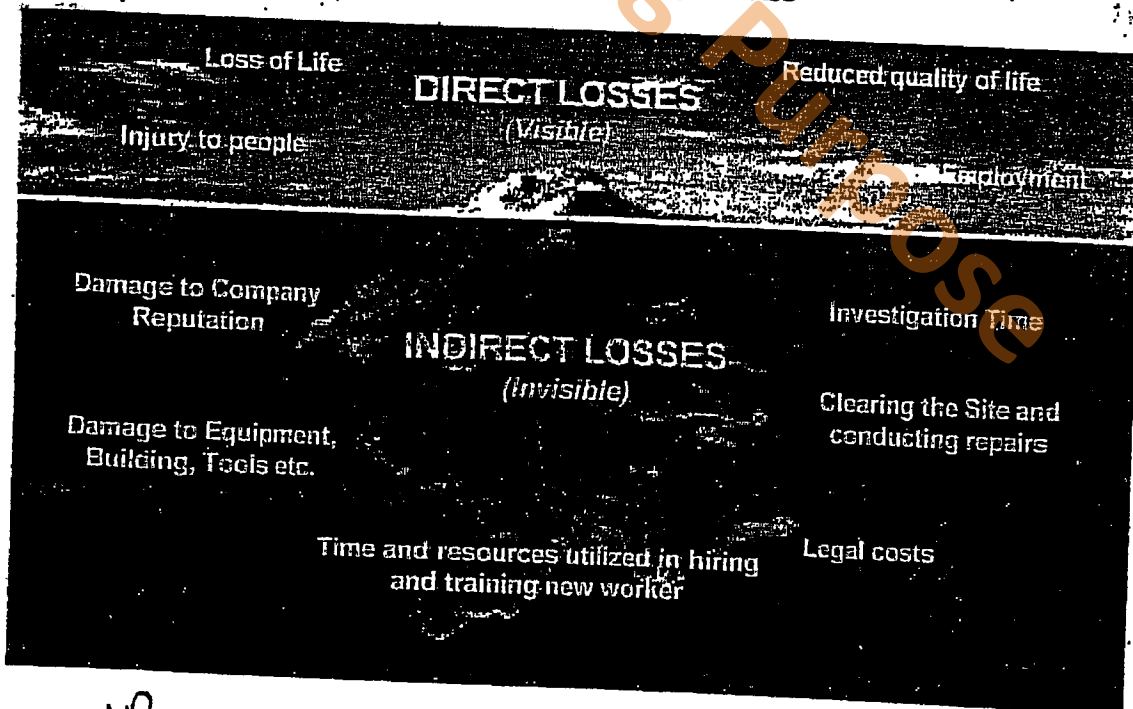 Loss of Life
DIRECT LOSSES
(Visible)
Reduced quality of life
Injury to people
Employment
Damage to Company
Reputation
INDIRECT LOSSES
(Invisible)
Investigation Time
Damage to Equipment,
Building, Tools etc.
Clearing the Site and
conducting repairs
Time and resources utilized in hiring
and training new worker
Legal costs
Purpose